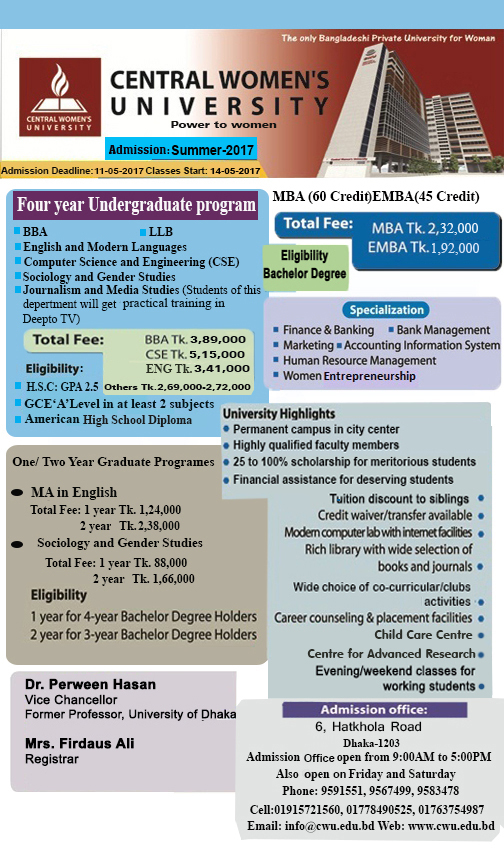 The only Bangladeshi Private University for Woman
CENTRAL WOMEN'S
UNIVERSITY
CENTRAL WOMEN'S
UNIVERSITY
Power to women
Admission: Summer-2017
Admission Deadline:11-05-2017 Classes Start: 14-05-2017
Four year Undergraduate program
BBA LLB
English and Modern Languages
Computer Science and Engineering (CSE)
Sociology and Gender Studies
Journalism and Media Studies (Students of this
deperment will get practical training in
Deepto TV)
Total Fee: BBA Tk. 3,89,000
CSE Tk. 5,15,000
Eligibility: ENG Tk. 3,41,000
H.S.C: GPA 2.5 Others Tk. 2,69,000-2,72,000
GCE‘A’Level in at least 2 subjects
American High School Diploma
MBA (60 Credit)EMBA(45 Credit)
Total Fee: MBA Tk. 2,32,000
EMBA Tk. 1,92,000
Eligibility
Bachelor Degree
Specialization
Finance & Banking Bank Management
Marketing Accounting Information System
Human Resource Management
Women Entrepreneurship
University Highlights
Permanent campus in city center
Highly qualified faculty members
25 to 100% scholarship for meritorious students
Financial assistance for deserving students
Tuition discount to siblings
Credit waiver/transfer available
Modern computer lab with internet facilities
Rich library with wide selection of
books and journals
Wide choice of co-curricular/clubs
activities
Career counseling & placement facilities
Child Care Centre
Centre for Advanced Research
Evening/weekend classes for
working students
One/ Two Year Graduate Programes
MA in English
Total Fee: 1 year Tk. 1,24,000
2 year Tk. 2,38,000
Sociology and Gender Studies
Total Fee: 1 year Tk. 88,000
2 year Tk. 1,66,000
Eligibility
1 year for 4-year Bachelor Degree Holders
2 year for 3-year Bachelor Degree Holders
Dr. Perween Hasan
Vice Chancellor
Former Professor, University of Dhaka
Mrs. Firdaus Ali
Registrar
Admission office:
6, Hatkhola Road
Dhaka-1203
Admission Office open from 9:00AM to 5:00PM
Also open on Friday and Saturday
Phone: 9591551, 9567499, 9583478
Cell:01915721560, 01778490525, 01763754987
Email: info@cwu.edu.bd Web: www.cwu.edu.bd